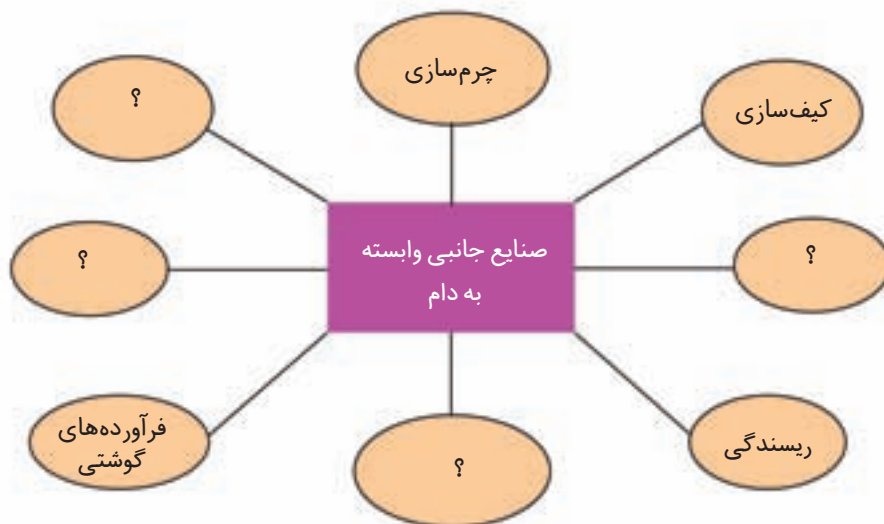 چرم‌سازی
کیف‌سازی
؟
؟
؟
صنایع جانبی وابسته
به دام
فرآورده‌های
گوشتی
؟
ریسندگی